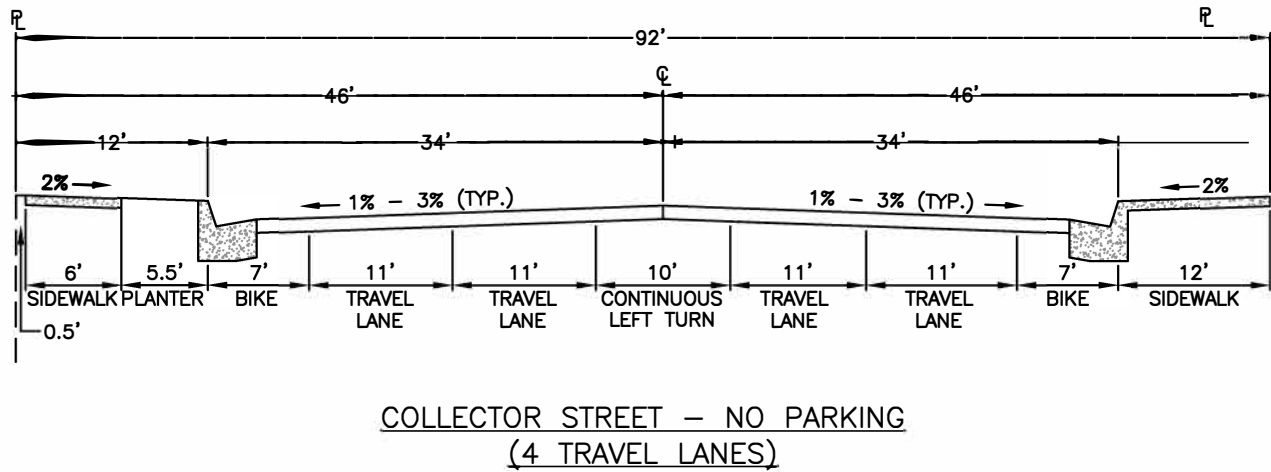 PL PL
92'
CL
46' 46'
12' 34' 34'
2% 1% - 3% (TYP.) 1% - 3% (TYP.) 2%
6' 5.5' 7' 11' 11' 10' 11' 11' 7' 12'
SIDEWALK PLANTER BIKE TRAVEL TRAVEL CONTINUOUS TRAVEL TRAVEL BIKE SIDEWALK
LANE LANE LEFT TURN LANE LANE
0.5'
COLLECTOR STREET – NO PARKING
(4 TRAVEL LANES)